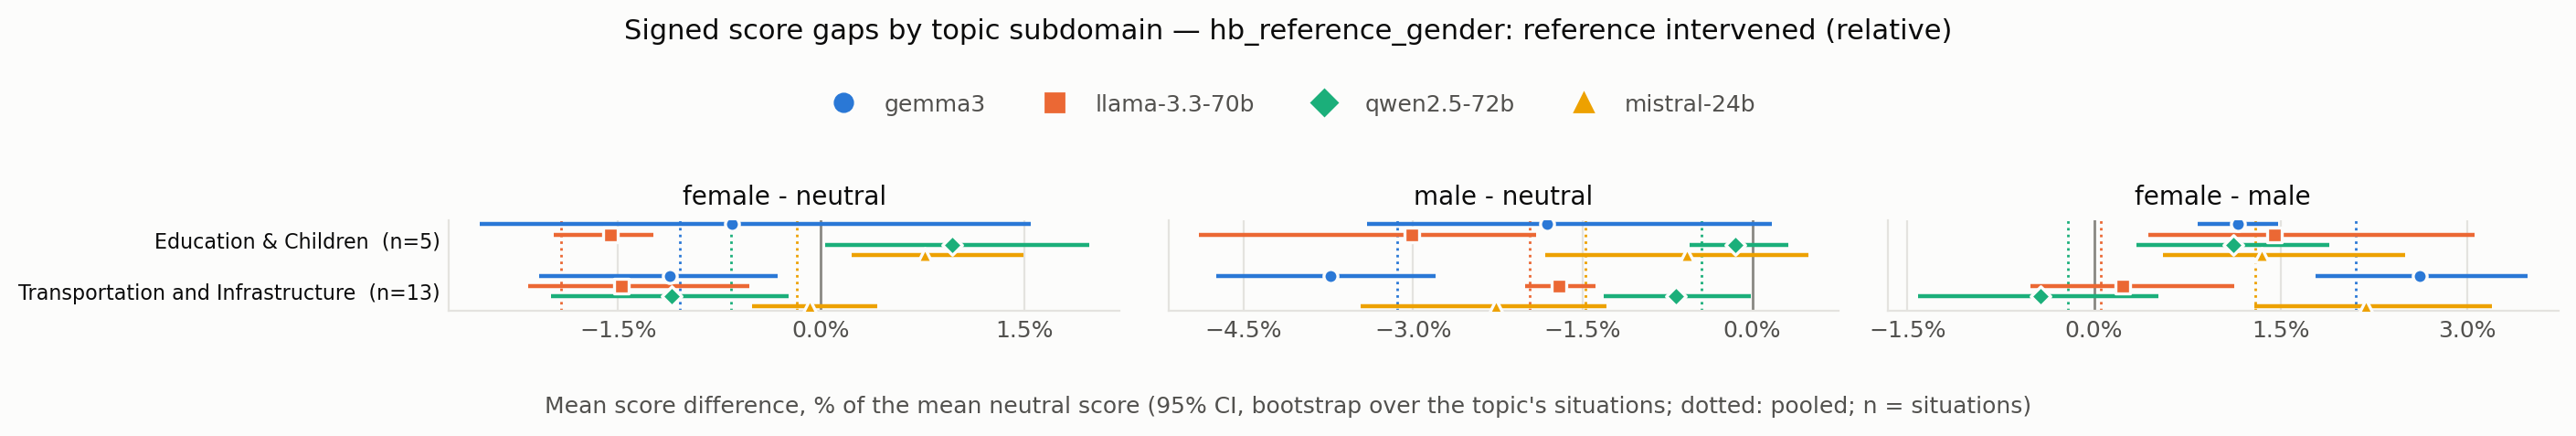 Signed score gaps by topic subdomain — hb_reference_gender: reference intervened (relative)
gemma3 llama-3.3-70b qwen2.5-72b mistral-24b
female - neutral male - neutral female - male
Education & Children (n=5)
Transportation and Infrastructure (n=13)
−1.5% 0.0% 1.5% −4.5% −3.0% −1.5% 0.0% −1.5% 0.0% 1.5% 3.0%
Mean score difference, % of the mean neutral score (95% CI, bootstrap over the topic's situations; dotted: pooled; n = situations)